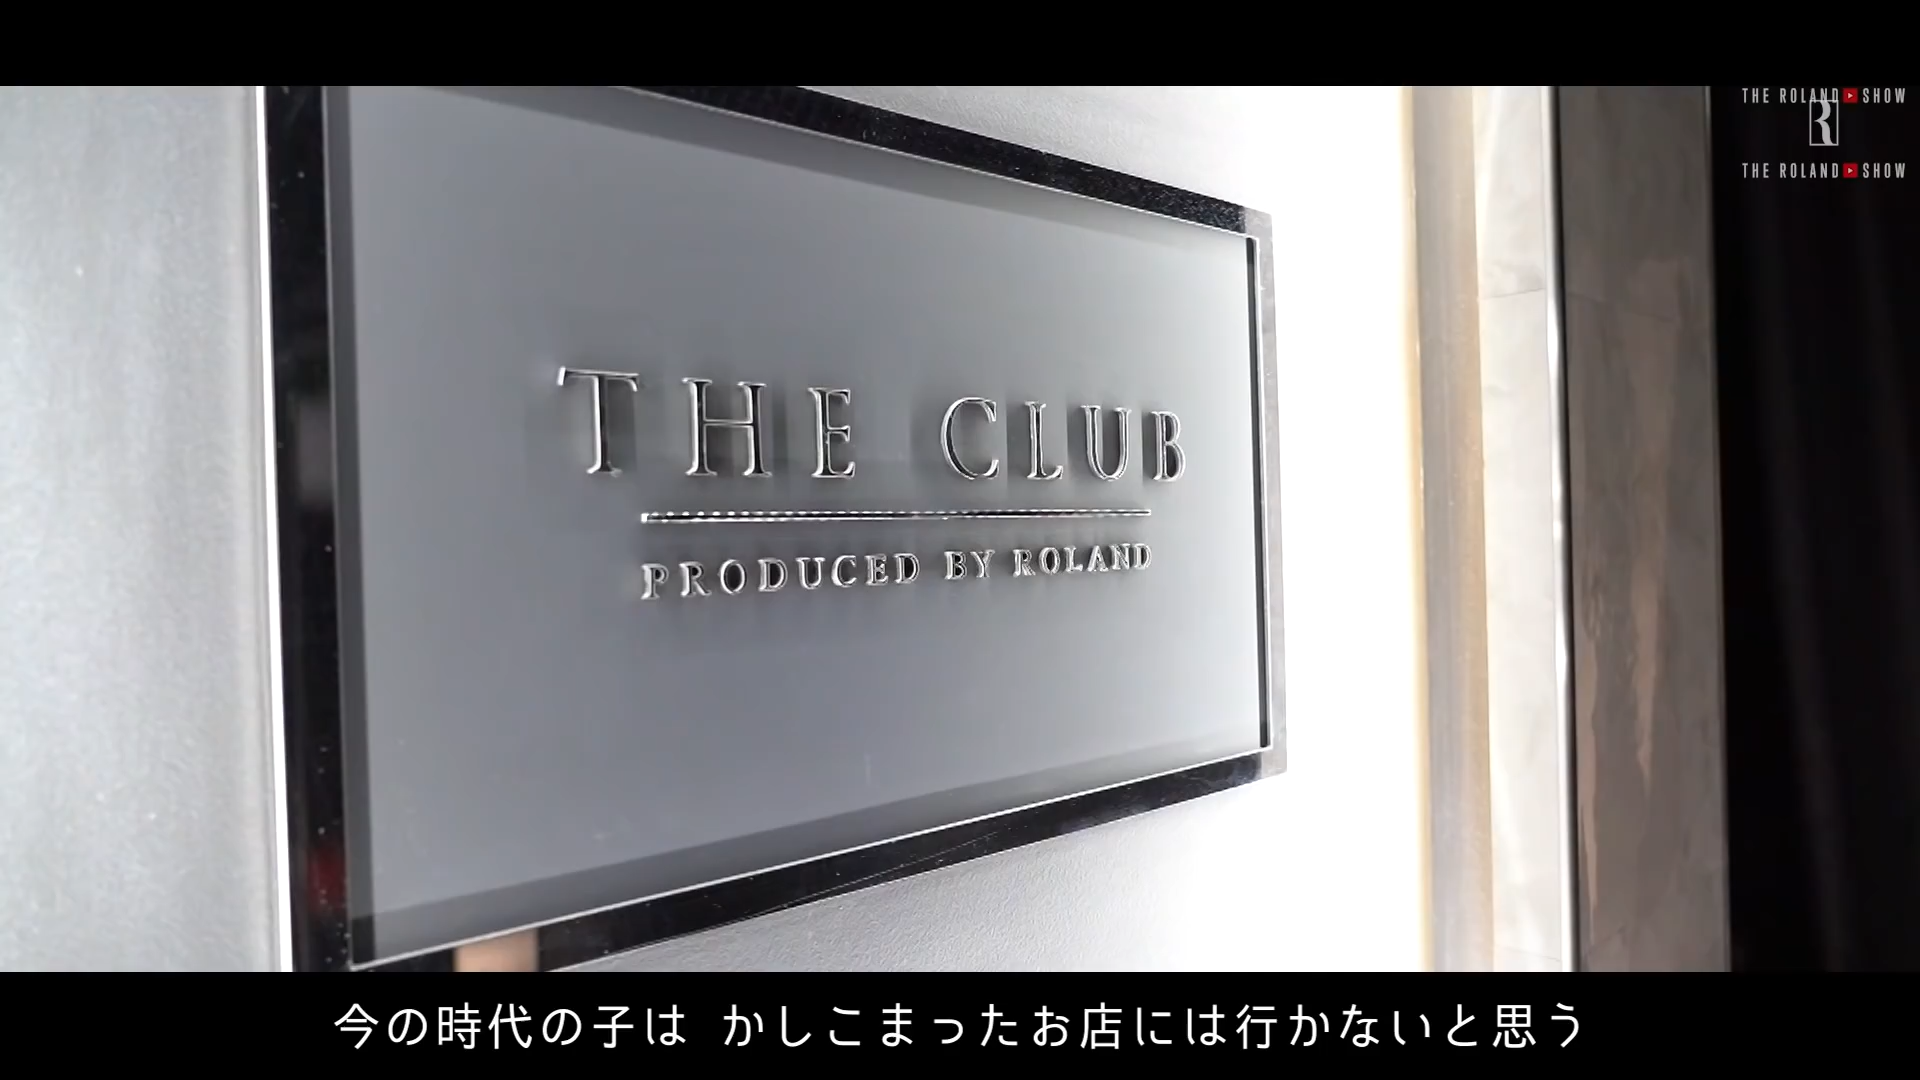 THE ROLAND SHOW
R
THE ROLAND SHOW
THE CLUB
PRODUCED BY ROLAND
今の時代の子は かしこまったお店には行かないと思う